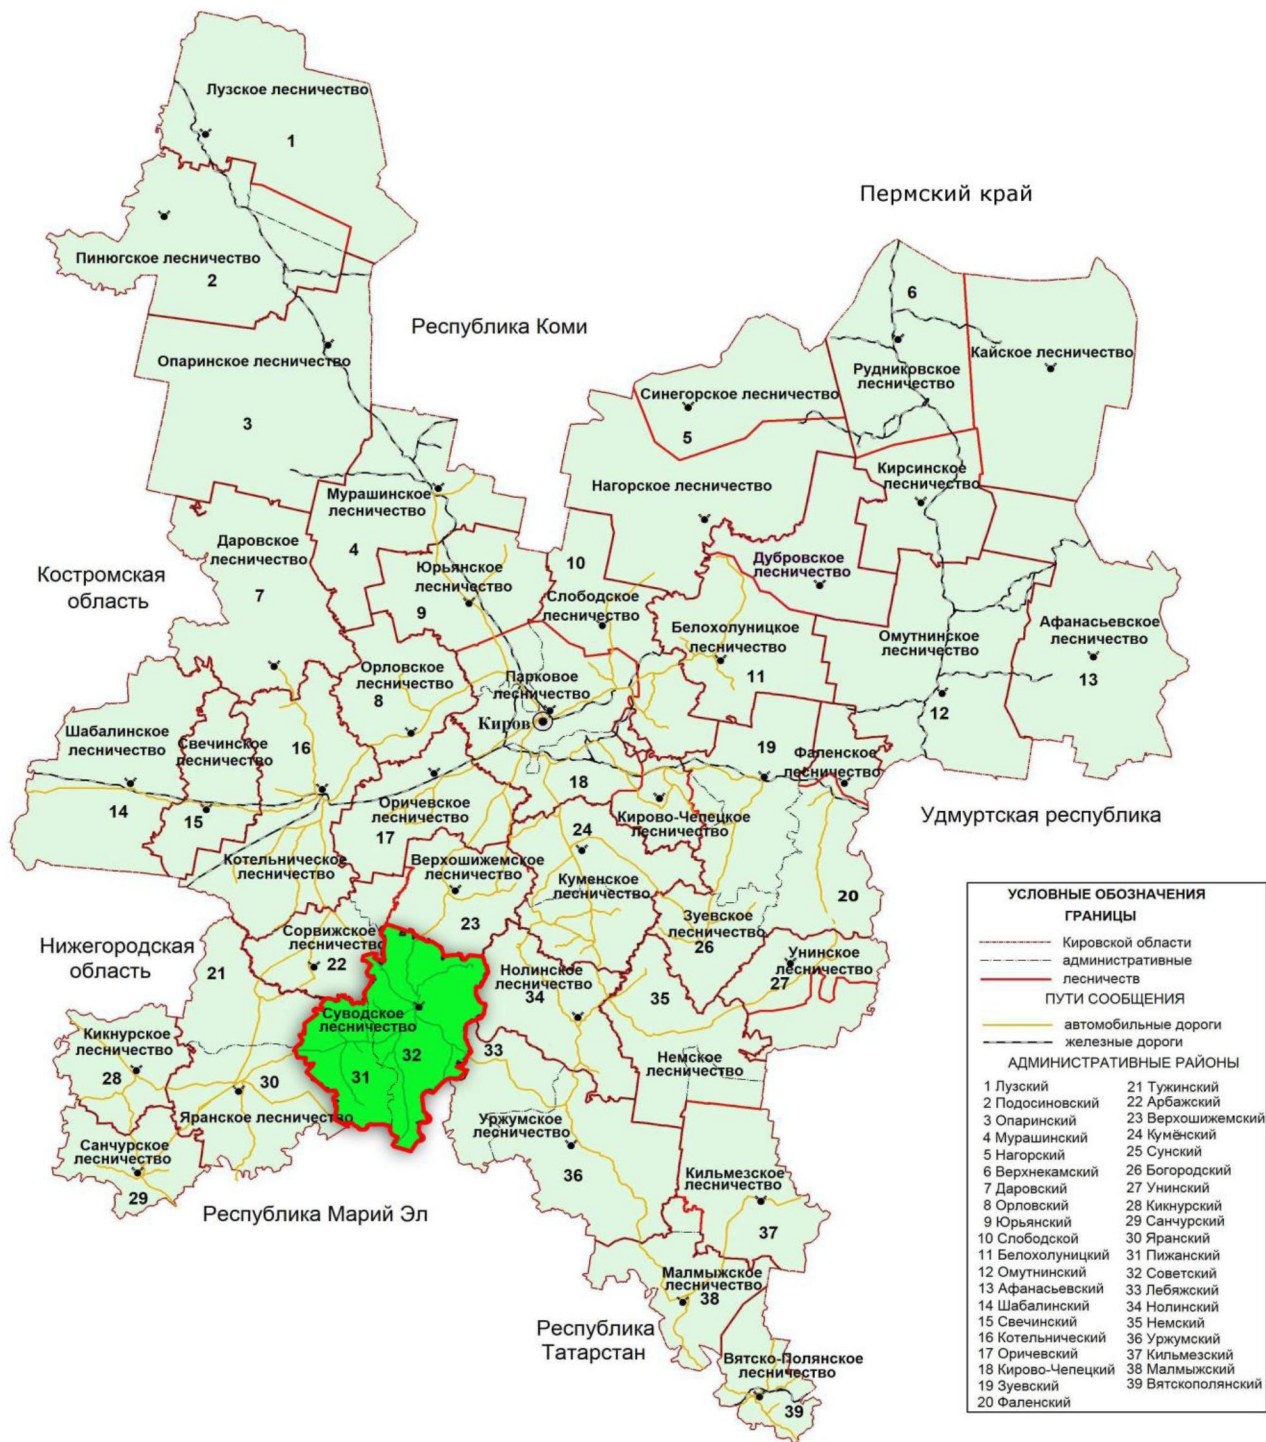 Лузское лесничество
1
Пермский край
Пинюгское лесничество
2
6
Республика Коми
Опаринское лесничество
Кайское лесничество
Рудниковское
лесничество
Синегорское лесничество
3
5
Кирсинское
лесничество
Нагорское лесничество
Мурашинское
лесничество
Даровское
лесничество
4
10
Дубровское
лесничество
Юрьянское
лесничество
Костромская
область
7
9
Слободское
лесничество
Белохолуницкое
лесничество
Омутнинское
лесничество
Афанасьевское
лесничество
Орловское
лесничество
8
Парковое
лесничество
11
13
12
Киров
Шабалинское
лесничество
Свечинское
лесничество
16
19
Фаленское
лесничество
18
14
15
Оричевское
лесничество
17
Кирово-Чепецкое
лесничество
Удмуртская республика
24
Котельническое
лесничество
Верхошижемское
лесничество
Куменское
лесничество
20
23
Зуевское
лесничество
26
Сорвижское
лесничество
22
Нижегородская
область
21
Унинское
лесничество
27
Нолинское
лесничество
34
35
Суводское
лесничество
32
31
33
Кикнурское
лесничество
28
Немское
лесничество
30
Яранское лесничество
Уржумское
лесничество
36
Санчурское
лесничество
29
Кильмезское
лесничество
37
Республика Марий Эл
Малмыжское
лесничество
38
Республика
Татарстан
Вятско-Полянское
лесничество
39
УСЛОВНЫЕ ОБОЗНАЧЕНИЯ
ГРАНИЦЫ
Кировской области
административные
лесничеств
ПУТИ СООБЩЕНИЯ
автомобильные дороги
железные дороги
АДМИНИСТРАТИВНЫЕ РАЙОНЫ
1 Лузский
2 Подосиновский
3 Опаринский
4 Мурашинский
5 Нагорский
6 Верхнекамский
7 Даровский
8 Орловский
9 Юрьянский
10 Слободской
11 Белохолуницкий
12 Омутнинский
13 Афанасьевский
14 Шабалинский
15 Свечинский
16 Котельнический
17 Оричевский
18 Кирово-Чепецкий
19 Зуевский
20 Фаленский
21 Тужинский
22 Арбажский
23 Верхошижемский
24 Кумёнский
25 Сунский
26 Богородский
27 Унинский
28 Кикнурский
29 Санчурский
30 Яранский
31 Пижанский
32 Советский
33 Лебяжский
34 Нолинский
35 Немский
36 Уржумский
37 Кильмезский
38 Малмыжский
39 Вятскополянский